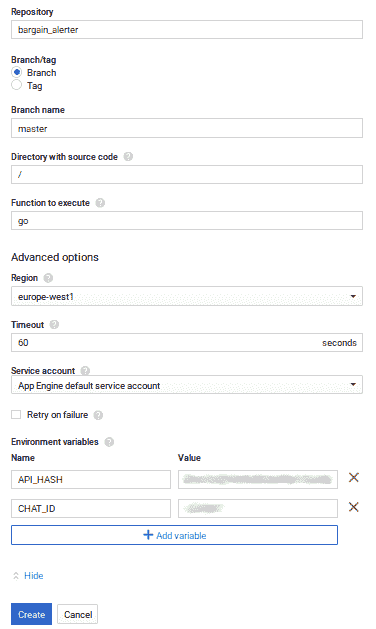 Repository
bargain_alerter
Branch/tag
Branch
Tag
Branch name
master
Directory with source code ?
/
Function to execute ?
go
Advanced options
Region ?
europe-west1
Timeout ?
60 seconds
Service account ?
App Engine default service account
Retry on failure ?
Environment variables ?
Name Value
API_HASH
CHAT_ID
+ Add variable
Hide
Create Cancel